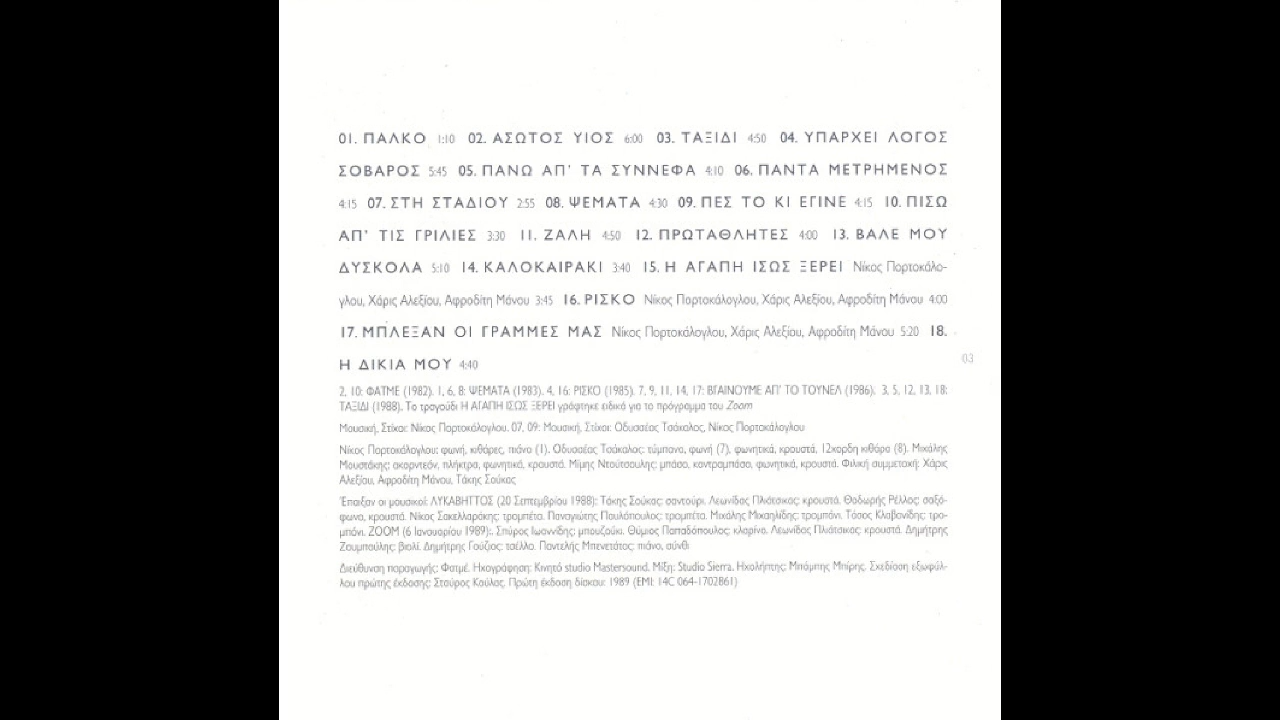 01. ΠΑΛΚΟ 1:10 02. ΑΣΩΤΟΣ ΥΙΟΣ 6:00 03. ΤΑΞΙΔΙ 4:50 04. ΥΠΑΡΧΕΙ ΛΟΓΟΣ
ΣΟΒΑΡΟΣ 5:45 05. ΠΑΝΩ ΑΠ' ΤΑ ΣΥΝΝΕΦΑ 4:10 06. ΠΑΝΤΑ ΜΕΤΡΗΜΕΝΟΣ
4:15 07. ΣΤΗ ΣΤΑΔΙΟΥ 2:55 08. ΨΕΜΑΤΑ 4:30 09. ΠΕΣ ΤΟ ΚΙ ΕΓΙΝΕ 4:15 10. ΠΙΣΩ
ΑΠ' ΤΙΣ ΓΡΙΛΙΕΣ 3:30 11. ΖΑΛΗ 4:50 12. ΠΡΩΤΑΘΛΗΤΕΣ 4:00 13. ΒΑΛΕ ΜΟΥ
ΔΥΣΚΟΛΑ 5:10 14. ΚΑΛΟΚΑΙΡΑΚΙ 3:40 15. Η ΑΓΑΠΗ ΙΣΩΣ ΞΕΡΕΙ Νίκος Πορτοκάλο-
γλου, Χάρις Αλεξίου, Αφροδίτη Μάνου 3:45 16. ΡΙΣΚΟ Νίκος Πορτοκάλογλου, Χάρις Αλεξίου, Αφροδίτη Μάνου 4:00
17. ΜΠΛΕΞΑΝ ΟΙ ΓΡΑΜΜΕΣ ΜΑΣ Νίκος Πορτοκάλογλου, Χάρις Αλεξίου, Αφροδίτη Μάνου 5:20 18.
Η ΔΙΚΙΑ ΜΟΥ 4:40
03
2, 10: ΦΑΤΜΕ (1982). 1, 6, 8: ΨΕΜΑΤΑ (1983). 4, 16: ΡΙΣΚΟ (1985). 7, 9, 11, 14, 17: ΒΓΑΙΝΟΥΜΕ ΑΠ' ΤΟ ΤΟΥΝΕΛ (1986). 3, 5, 12, 13, 18:
ΤΑΞΙΔΙ (1988). Το τραγούδι Η ΑΓΑΠΗ ΙΣΩΣ ΞΕΡΕΙ γράφτηκε ειδικά για το πρόγραμμα του Zoom
Μουσική, Στίχοι: Νίκος Πορτοκάλογλου. 07, 09: Μουσική, Στίχοι: Οδυσσέας Τσάκαλος, Νίκος Πορτοκάλογλου
Νίκος Πορτοκάλογλου: φωνή, κιθάρες, πιάνο (1). Οδυσσέας Τσάκαλος: τύμπανα, φωνή (7), φωνητικά, κρουστά, 12χορδη κιθάρα (8). Μιχάλης
Μουστάκης: ακορντεόν, πλήκτρα, φωνητικά, κρουστά. Μίμης Ντούτσουλης: μπάσο, κοντραμπάσο, φωνητικά, κρουστά. Φιλική συμμετοχή: Χάρις
Αλεξίου, Αφροδίτη Μάνου, Τάκης Σούκας
Έπαιξαν οι μουσικοί: ΛΥΚΑΒΗΤΤΟΣ (20 Σεπτεμβρίου 1988): Τάκης Σούκας: σαντούρι. Λεωνίδας Πλιάτσικας: κρουστά. Θοδωρής Ρέλλος: σαξό-
φωνο, κρουστά. Νίκος Σακελλαράκης: τρομπέτα. Παναγιώτης Πουλόπουλος: τρομπέτα. Μιχάλης Μιχαηλίδης: τρομπόνι. Τάσος Κλαβανίδης: τρο-
μπόνι. ZOOM (6 Ιανουαρίου 1989):. Σπύρος Ιωαννίδης: μπουζούκι. Θύμιος Παπαδόπουλος: κλαρίνο. Λεωνίδας Πλιάτσικας: κρουστά. Δημήτρης
Ζουμπούλης: βιολί. Δημήτρης Γούζιος: τσέλλο. Παντελής Μπενετάτος: πιάνο, σύνθι
Διεύθυνση παραγωγής: Φατμέ. Ηχογράφηση: Κινητό studio Mastersound. Μίξη: Studio Sierra. Ηχολήπτης: Μπάμπης Μπίρης. Σχεδίαση εξωφύλ-
λου πρώτης έκδοσης: Σταύρος Κούλας. Πρώτη έκδοση δίσκου: 1989 (EMI: 14C 064-1702861)